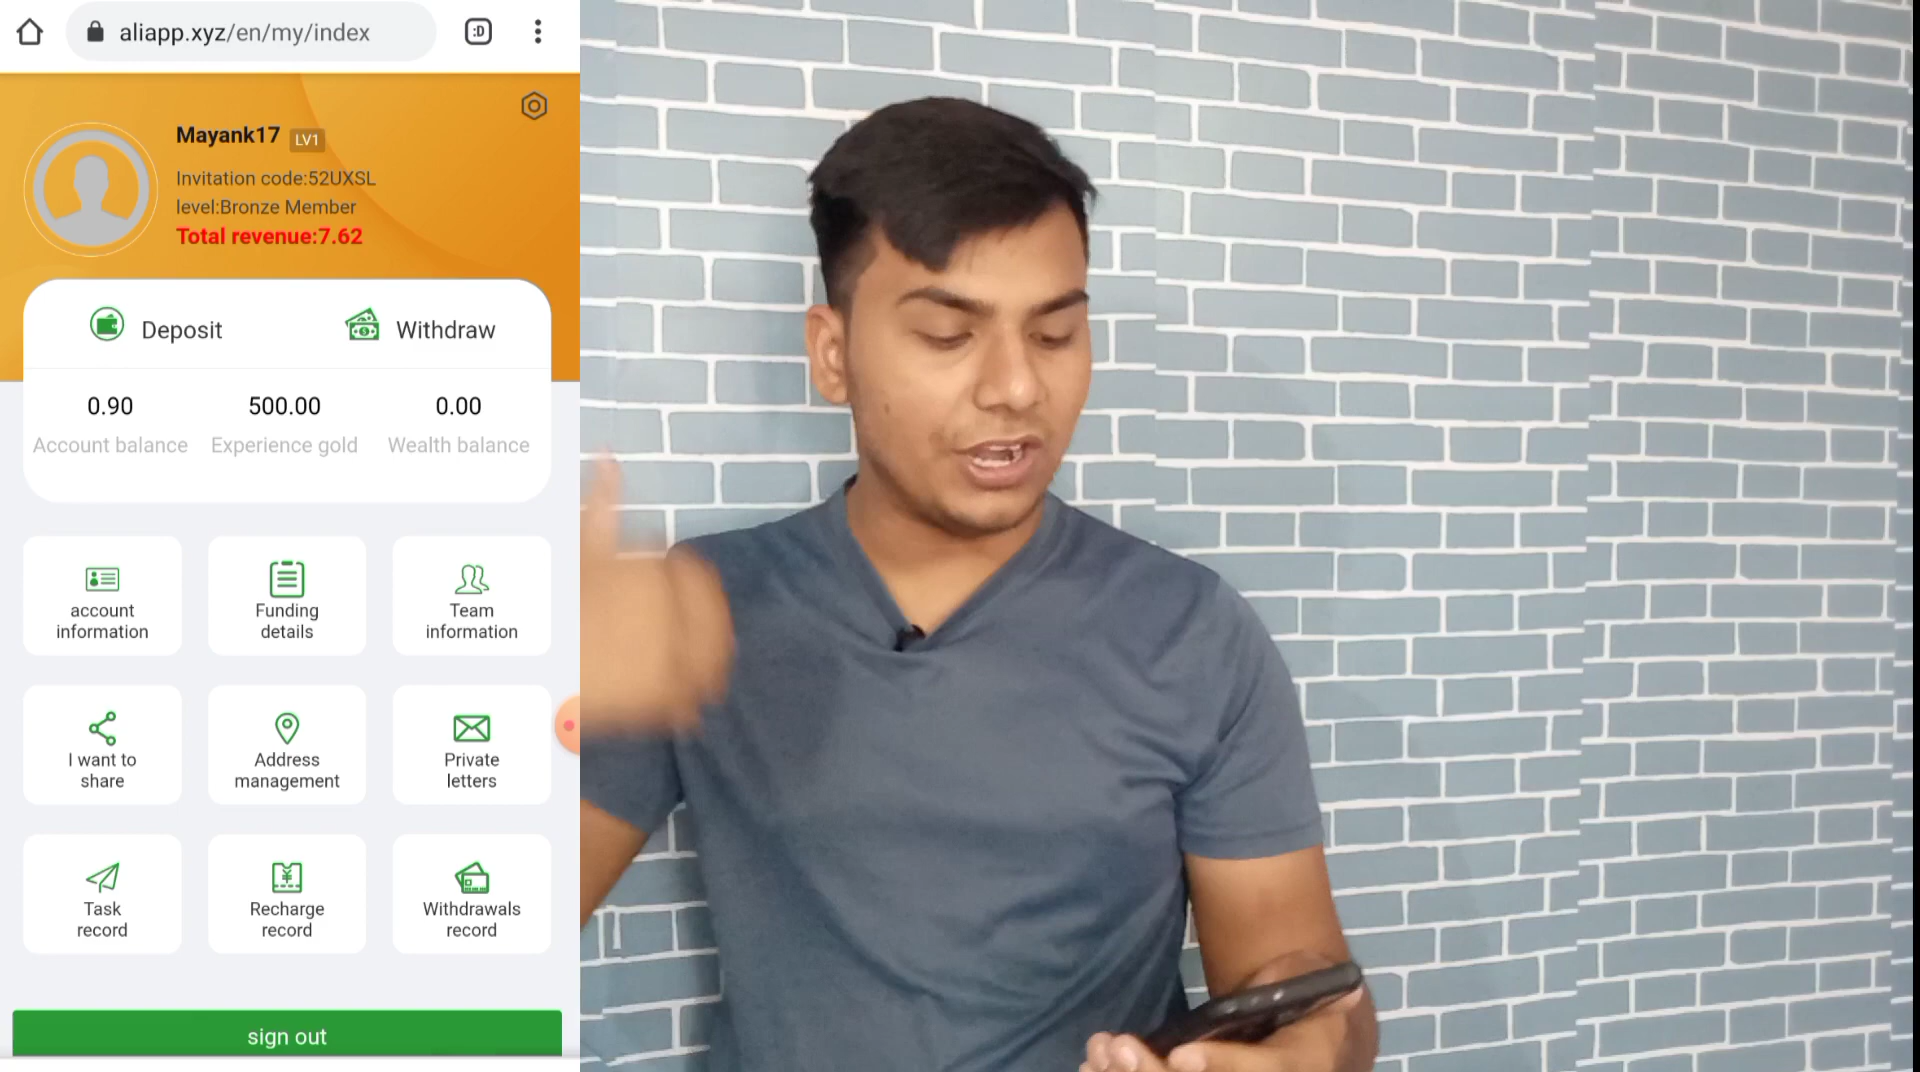 aliapp.xyz/en/my/index
:D
Mayank17 LV1
Invitation code:52UXSL
level:Bronze Member
Total revenue:7.62
Deposit
Withdraw
0.90
500.00
0.00
Account balance
Experience gold
Wealth balance
account
information
Funding
details
Team
information
I want to
share
Address
management
Private
letters
Task
record
¥
Recharge
record
Withdrawals
record
sign out